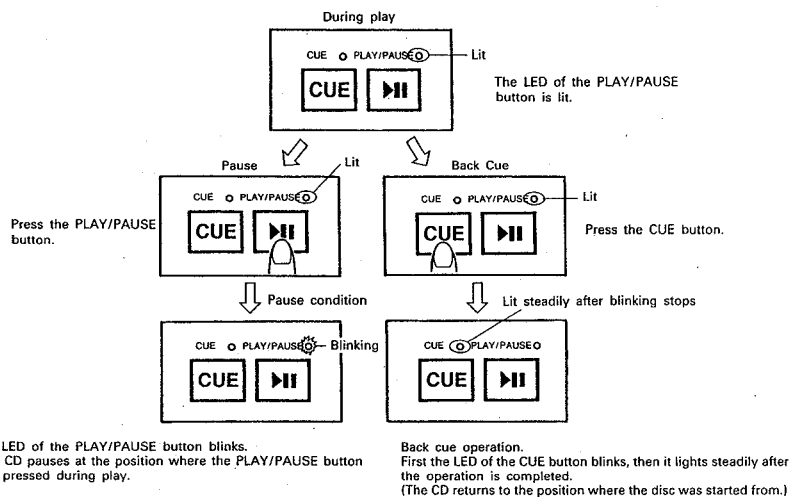 During play
CUE PLAY/PAUSE Lit
CUE
The LED of the PLAY/PAUSE
button is lit.
Pause
Lit
CUE PLAY/PAUSE
Press the PLAY/PAUSE
button.
CUE
Back Cue
CUE PLAY/PAUSE Lit
CUE
Press the CUE button.
Pause condition
CUE PLAY/PAUSE Blinking
CUE
Lit steadily after blinking stops
CUE PLAY/PAUSE
CUE
LED of the PLAY/PAUSE button blinks.
CD pauses at the position where the PLAY/PAUSE button
pressed during play.
Back cue operation.
First the LED of the CUE button blinks, then it lights steadily after
the operation is completed.
(The CD returns to the position where the disc was started from.)